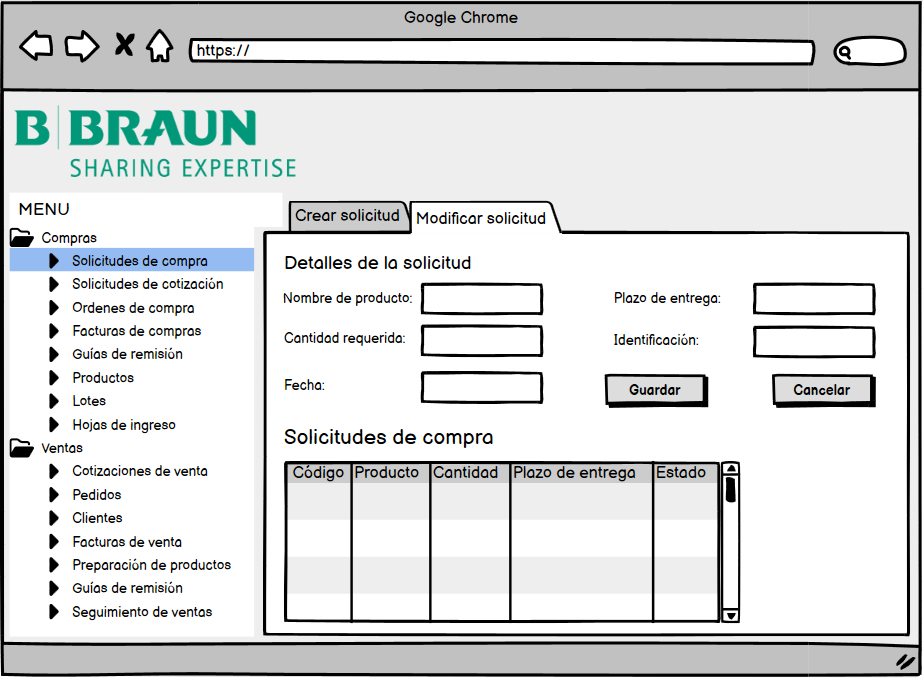 Google Chrome
https://
B BRAUN
SHARING EXPERTISE
MENU
Compras
Solicitudes de compra
Solicitudes de cotización
Ordenes de compra
Facturas de compras
Guías de remisión
Productos
Lotes
Hojas de ingreso
Ventas
Cotizaciones de venta
Pedidos
Clientes
Facturas de venta
Preparación de productos
Guías de remisión
Seguimiento de ventas
Crear solicitud
Modificar solicitud
Detalles de la solicitud
Nombre de producto:
Plazo de entrega:
Cantidad requerida:
Identificación:
Fecha:
Guardar
Cancelar
Solicitudes de compra
Código Producto Cantidad Plazo de entrega Estado